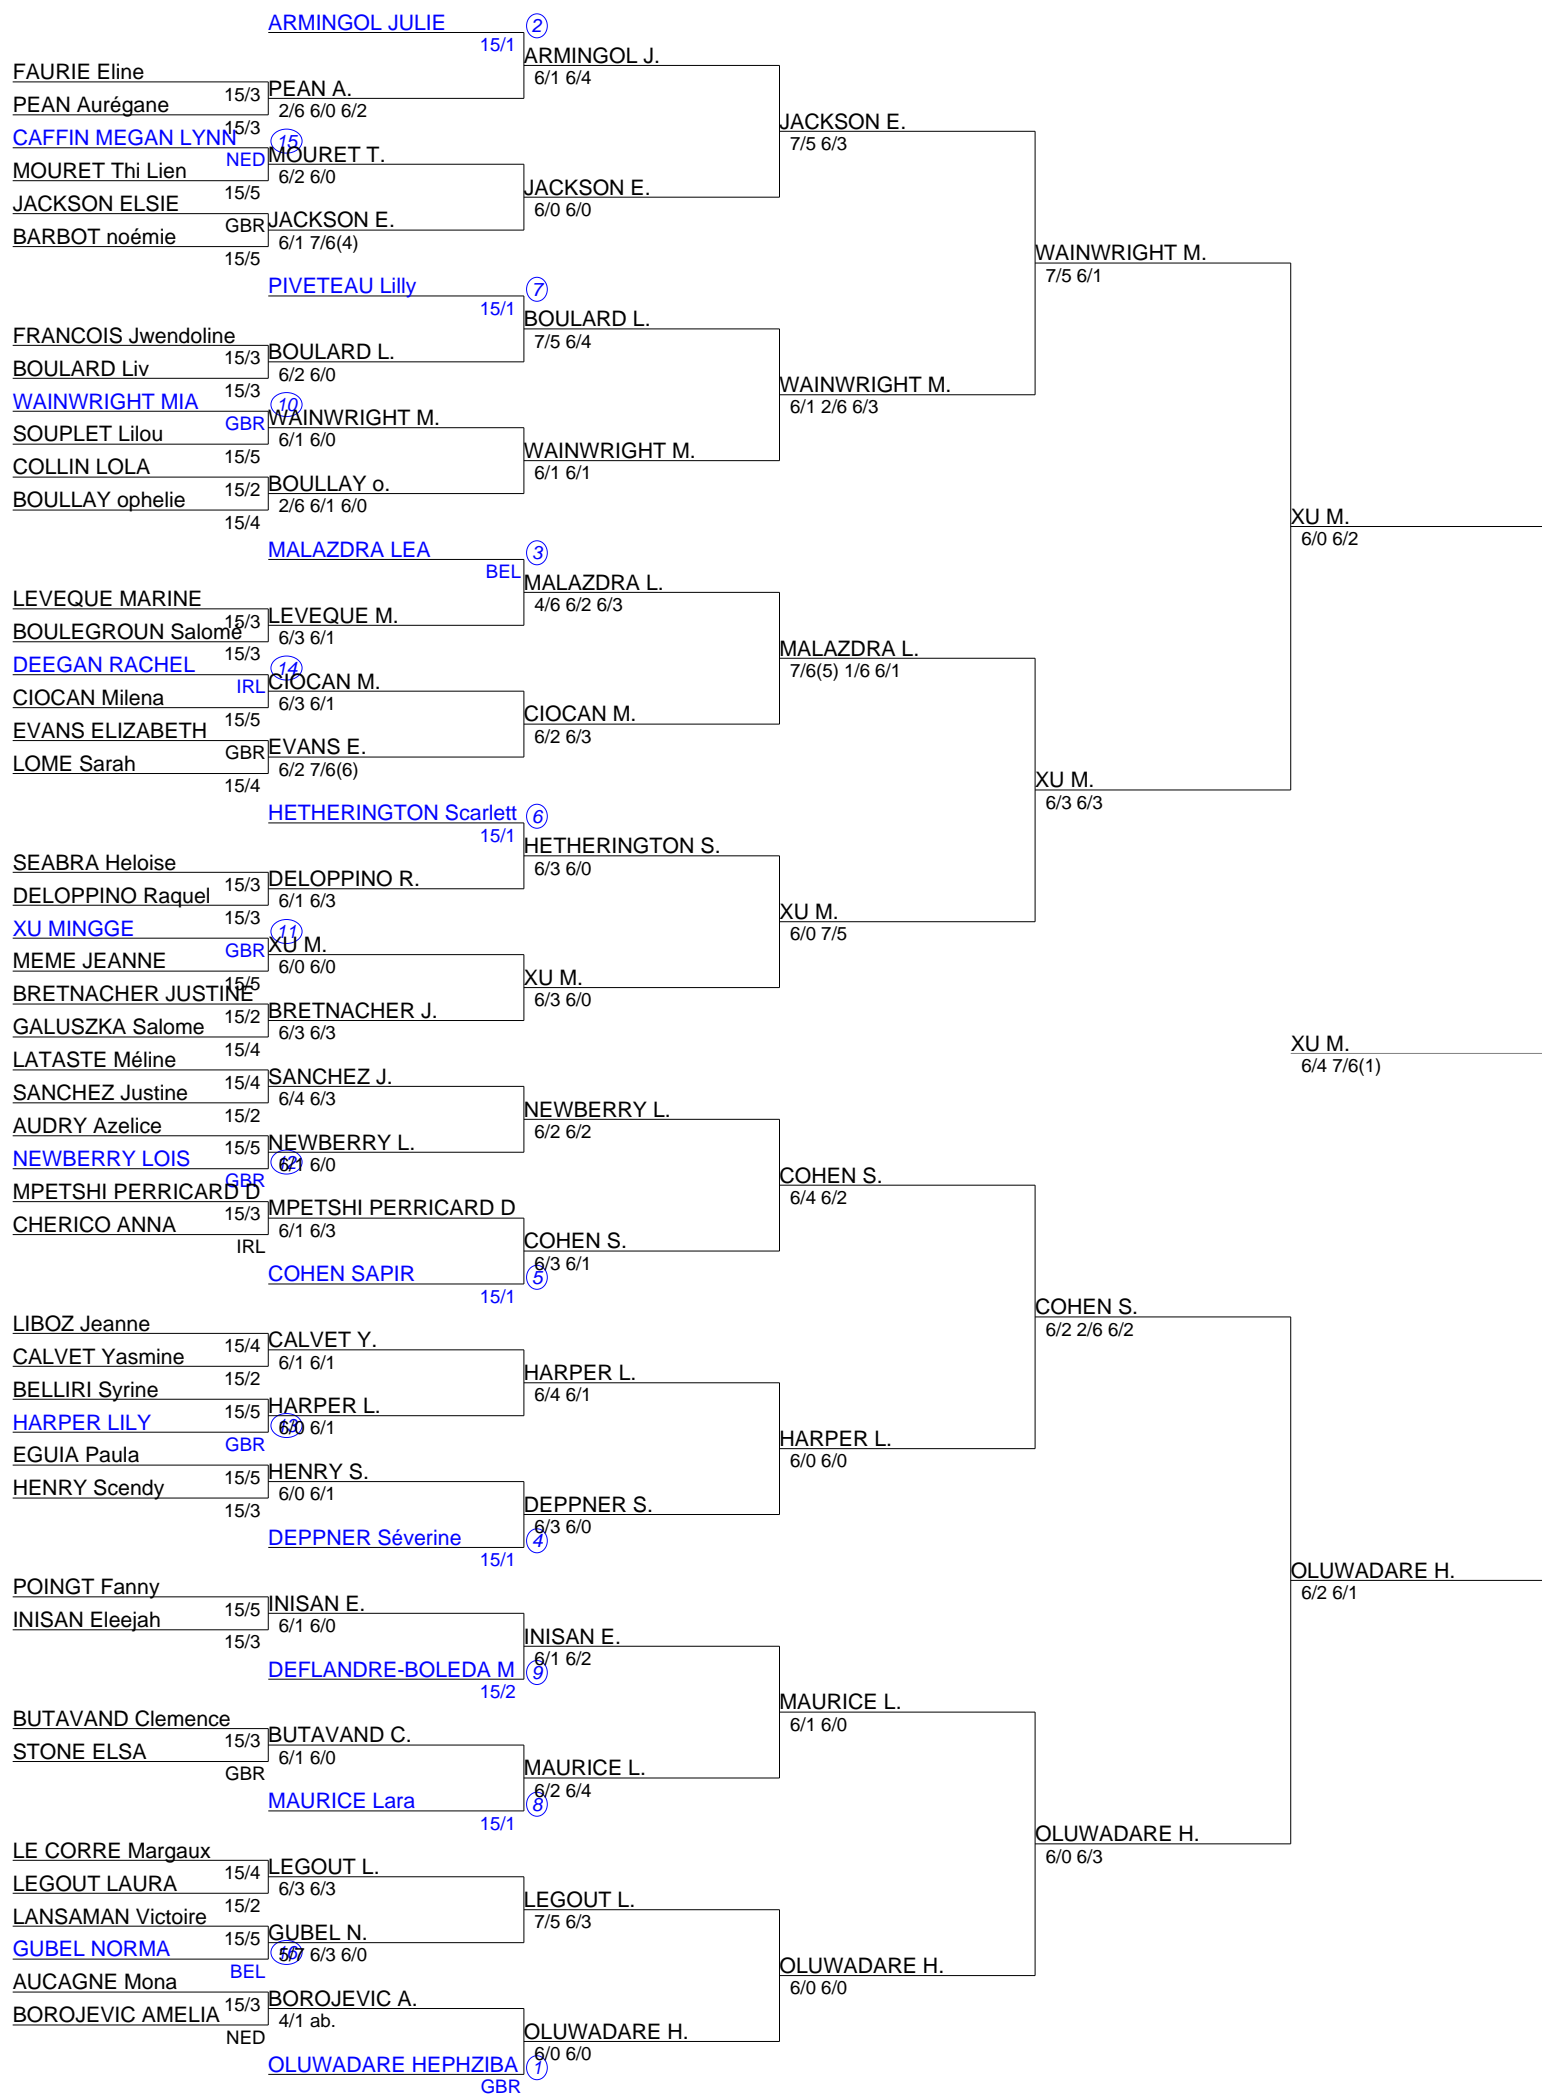 ARMINGOL JULIE 2
15/1
ARMINGOL J.
6/1 6/4
FAURIE Eline
15/3
PEAN A.
2/6 6/0 6/2
PEAN Aurégane
15/3
JACKSON E.
7/5 6/3
CAFFIN MEGAN LYNN 15
NED
MOURET T.
6/2 6/0
MOURET Thi Lien
15/5
JACKSON E.
6/0 6/0
JACKSON ELSIE
GBR
JACKSON E.
6/1 7/6(4)
BARBOT noémie
15/5
WAINWRIGHT M.
7/5 6/1
PIVETEAU Lilly 7
15/1
BOULARD L.
7/5 6/4
FRANCOIS Jwendoline
15/3
BOULARD L.
6/2 6/0
BOULARD Liv
15/3
WAINWRIGHT M.
6/1 2/6 6/3
WAINWRIGHT MIA 10
GBR
WAINWRIGHT M.
6/1 6/0
SOUPLET Lilou
15/5
WAINWRIGHT M.
6/1 6/1
COLLIN LOLA
15/2
BOULLAY o.
2/6 6/1 6/0
BOULLAY ophelie
15/4
XU M.
6/0 6/2
MALAZDRA LEA 3
BEL
MALAZDRA L.
4/6 6/2 6/3
LEVEQUE MARINE
15/3
LEVEQUE M.
6/3 6/1
BOULEGROUN Salomé
15/3
MALAZDRA L.
7/6(5) 1/6 6/1
DEEGAN RACHEL 14
IRL
CIOCAN M.
6/3 6/1
CIOCAN Milena
15/5
CIOCAN M.
6/2 6/3
EVANS ELIZABETH
GBR
EVANS E.
6/2 7/6(6)
LOME Sarah
15/4
XU M.
6/3 6/3
HETHERINGTON Scarlett 6
15/1
HETHERINGTON S.
6/3 6/0
SEABRA Heloise
15/3
DELOPPINO R.
6/1 6/3
DELOPPINO Raquel
15/3
XU M.
6/0 7/5
XU MINGGE 11
GBR
XU M.
6/0 6/0
MEME JEANNE
15/5
XU M.
6/3 6/0
BRETNACHER JUSTINE
15/2
BRETNACHER J.
6/3 6/3
GALUSZKA Salome
15/4
XU M.
6/4 7/6(1)
LATASTE Méline
15/4
SANCHEZ J.
6/4 6/3
SANCHEZ Justine
15/2
NEWBERRY L.
6/2 6/2
AUDRY Azelice
15/5
NEWBERRY L.
6/1 6/0
NEWBERRY LOIS 12
GBR
COHEN S.
6/4 6/2
MPETSHI PERRICARD D
15/3
MPETSHI PERRICARD D
6/1 6/3
CHERICO ANNA
IRL
COHEN S.
6/3 6/1
COHEN SAPIR 5
15/1
COHEN S.
6/2 2/6 6/2
LIBOZ Jeanne
15/4
CALVET Y.
6/1 6/1
CALVET Yasmine
15/2
HARPER L.
6/4 6/1
BELLIRI Syrine
15/5
HARPER L.
6/0 6/1
HARPER LILY 13
GBR
HARPER L.
6/0 6/0
EGUIA Paula
15/5
HENRY S.
6/0 6/1
HENRY Scendy
15/3
DEPPNER S.
6/3 6/0
DEPPNER Séverine 4
15/1
OLUWADARE H.
6/2 6/1
POINGT Fanny
15/5
INISAN E.
6/1 6/0
INISAN Eleejah
15/3
INISAN E.
6/1 6/2
DEFLANDRE-BOLEDA M 9
15/2
MAURICE L.
6/1 6/0
BUTAVAND Clemence
15/3
BUTAVAND C.
6/1 6/0
STONE ELSA
GBR
MAURICE L.
6/2 6/4
MAURICE Lara 8
15/1
OLUWADARE H.
6/0 6/3
LE CORRE Margaux
15/4
LEGOUT L.
6/3 6/3
LEGOUT LAURA
15/2
LEGOUT L.
7/5 6/3
LANSAMAN Victoire
15/5
GUBEL N.
5/7 6/3 6/0
GUBEL NORMA 16
BEL
OLUWADARE H.
6/0 6/0
AUCAGNE Mona
15/3
BOROJEVIC A.
4/1 ab.
BOROJEVIC AMELIA
NED
OLUWADARE H.
6/0 6/0
OLUWADARE HEPHZIBA 1
GBR